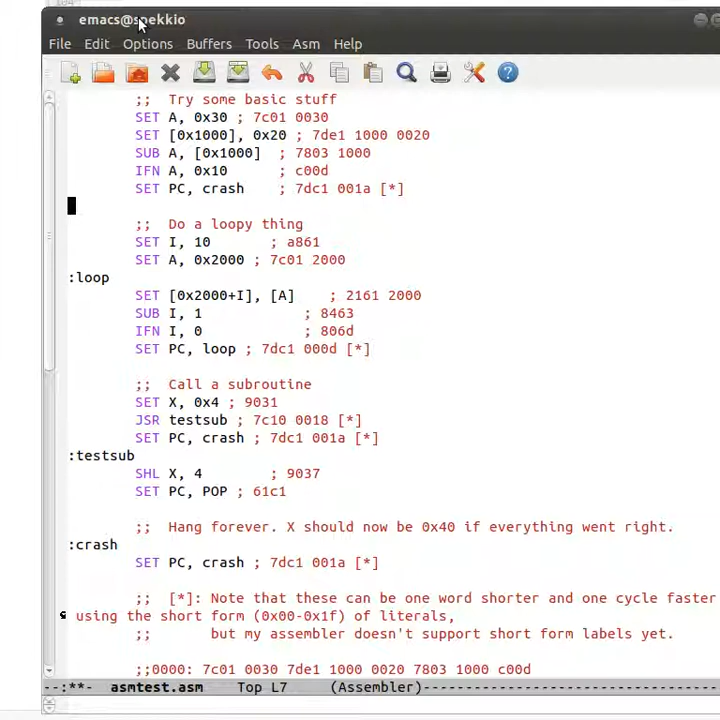 emacs@spekkio
File Edit Options Buffers Tools Asm Help
;; Try some basic stuff
SET A, 0x30 ; 7c01 0030
SET [0x1000], 0x20 ; 7de1 1000 0020
SUB A, [0x1000] ; 7803 1000
IFN A, 0x10 ; c00d
SET PC, crash ; 7dc1 001a [*]
;; Do a loopy thing
SET I, 10 ; a861
SET A, 0x2000 ; 7c01 2000
:loop
SET [0x2000+I], [A] ; 2161 2000
SUB I, 1 ; 8463
IFN I, 0 ; 806d
SET PC, loop ; 7dc1 000d [*]
;; Call a subroutine
SET X, 0x4 ; 9031
JSR testsub ; 7c10 0018 [*]
SET PC, crash ; 7dc1 001a [*]
:testsub
SHL X, 4 ; 9037
SET PC, POP ; 61c1
;; Hang forever. X should now be 0x40 if everything went right.
:crash
SET PC, crash ; 7dc1 001a [*]
;; [*]: Note that these can be one word shorter and one cycle faster
using the short form (0x00-0x1f) of literals,
;; but my assembler doesn't support short form labels yet.
;;0000: 7c01 0030 7de1 1000 0020 7803 1000 c00d
--:**- asmtest.asm Top L7 (Assembler)------------------------------------